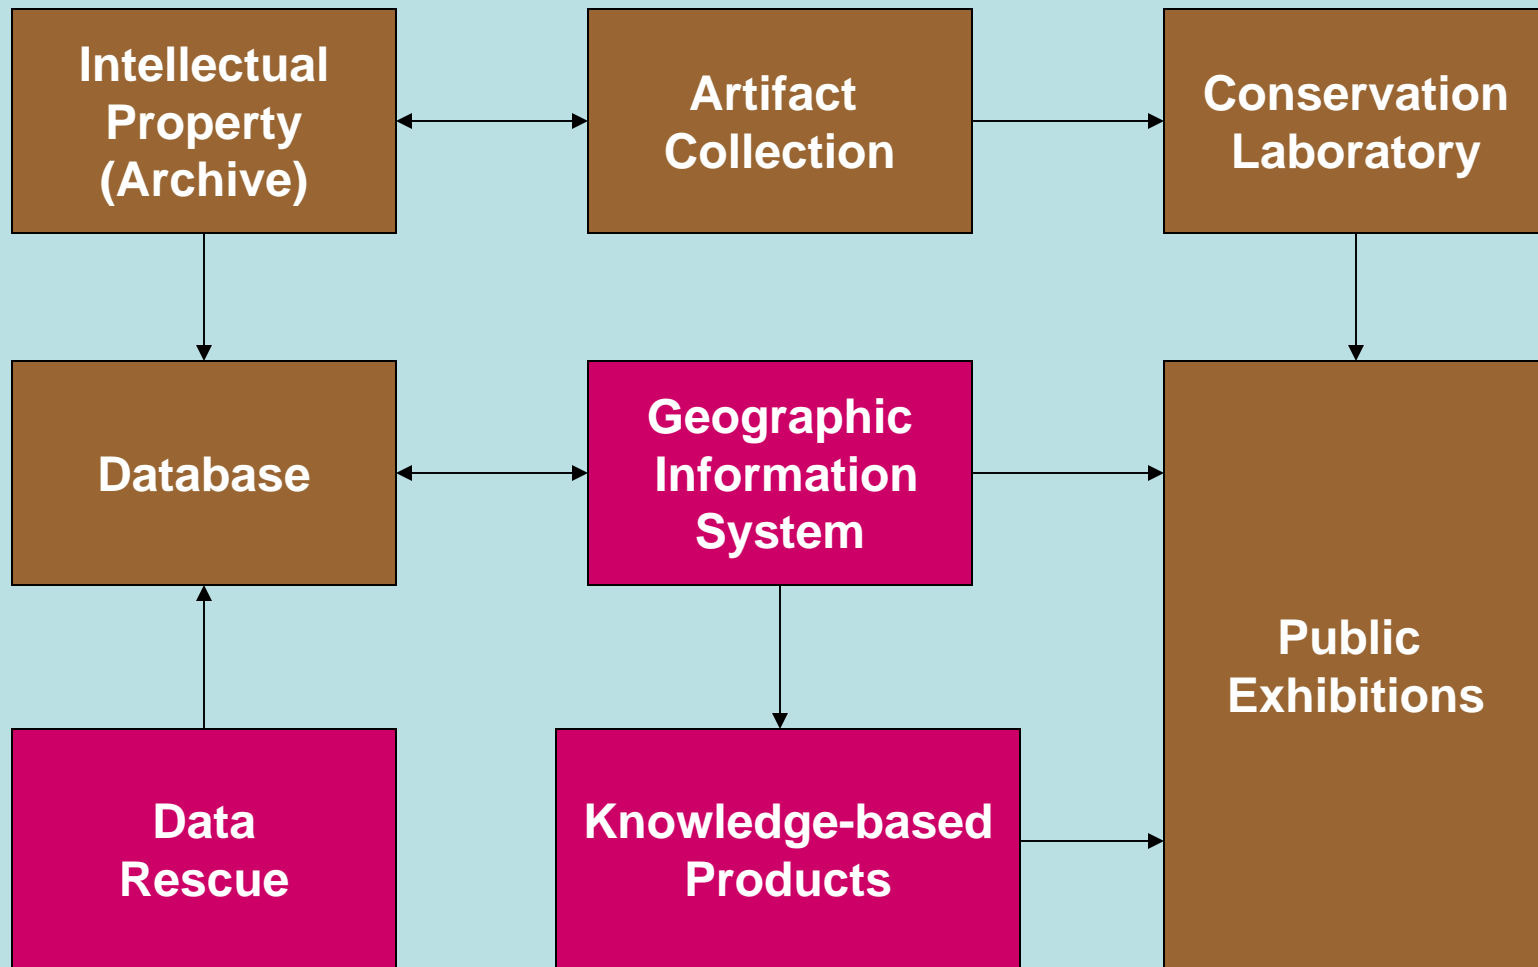 Intellectual
Property
(Archive)
Artifact
Collection
Conservation
Laboratory
Database
Geographic
Information
System
Public
Exhibitions
Data
Rescue
Knowledge-based
Products